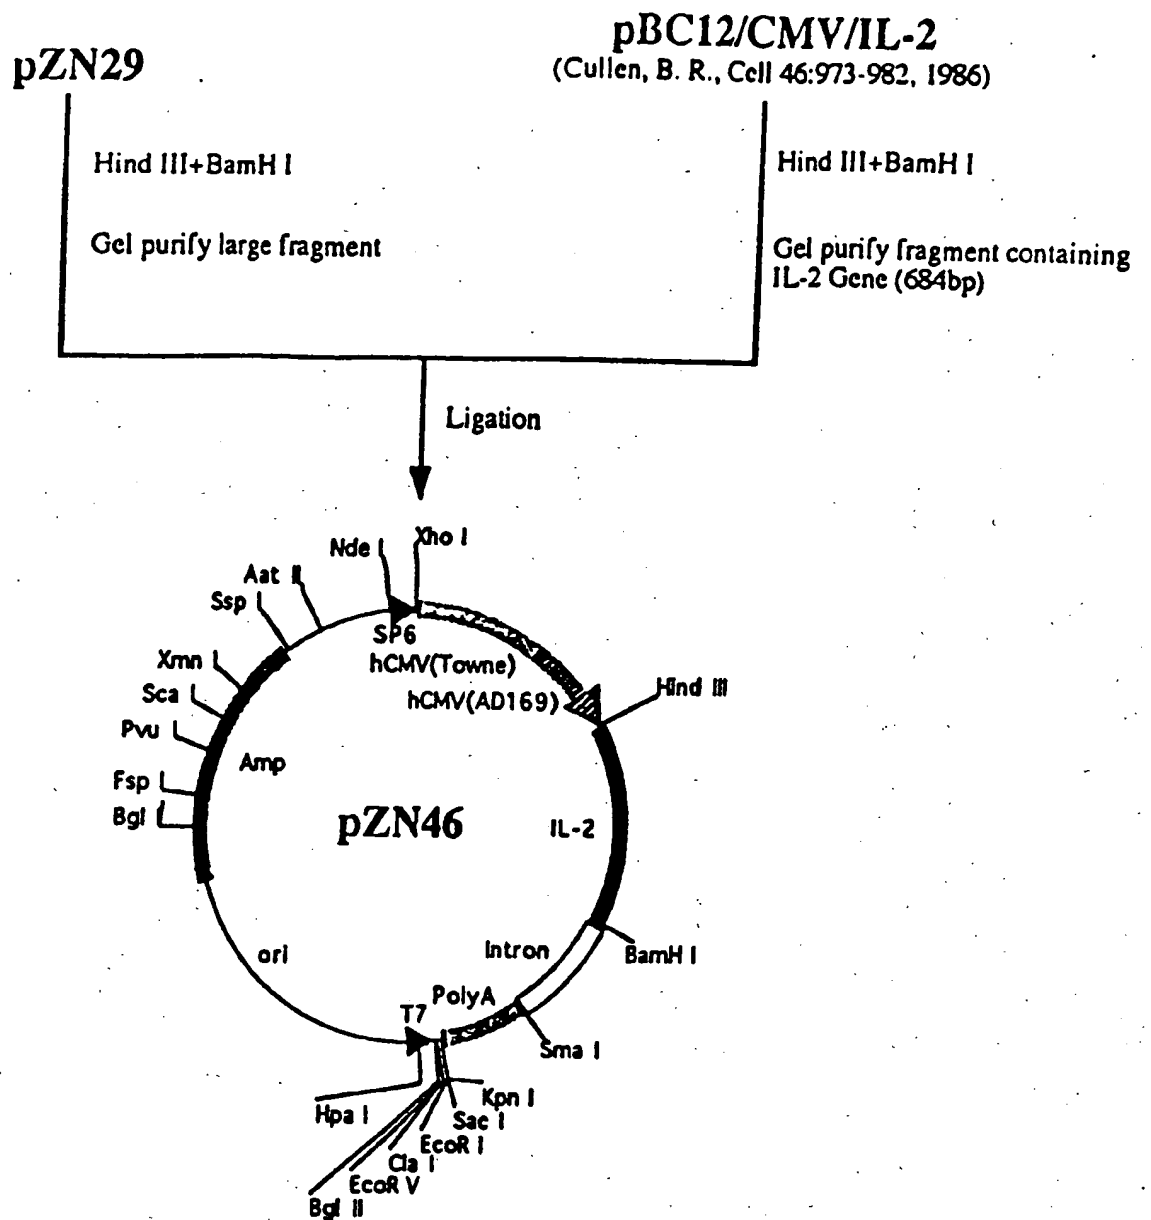 pZN29
pBC12/CMV/IL-2
(Cullen, B. R., Cell 46:973-982, 1986)
Hind III+BamH I
Gel purify large fragment
Hind III+BamH I
Gel purify fragment containing
IL-2 Gene (684bp)
Ligation
Nde I
Xho I
Aat II
Ssp I
Xmn I
Sca I
Pvu I
Fsp I
Bgl I
SP6
hCMV(Towne)
hCMV(AD169)
Hind III
Amp
pZN46
IL-2
ori
Intron
BamH I
PolyA
T7
Sma I
Hpa I
Kpn I
Sac I
EcoR I
Cla I
EcoR V
Bgl II